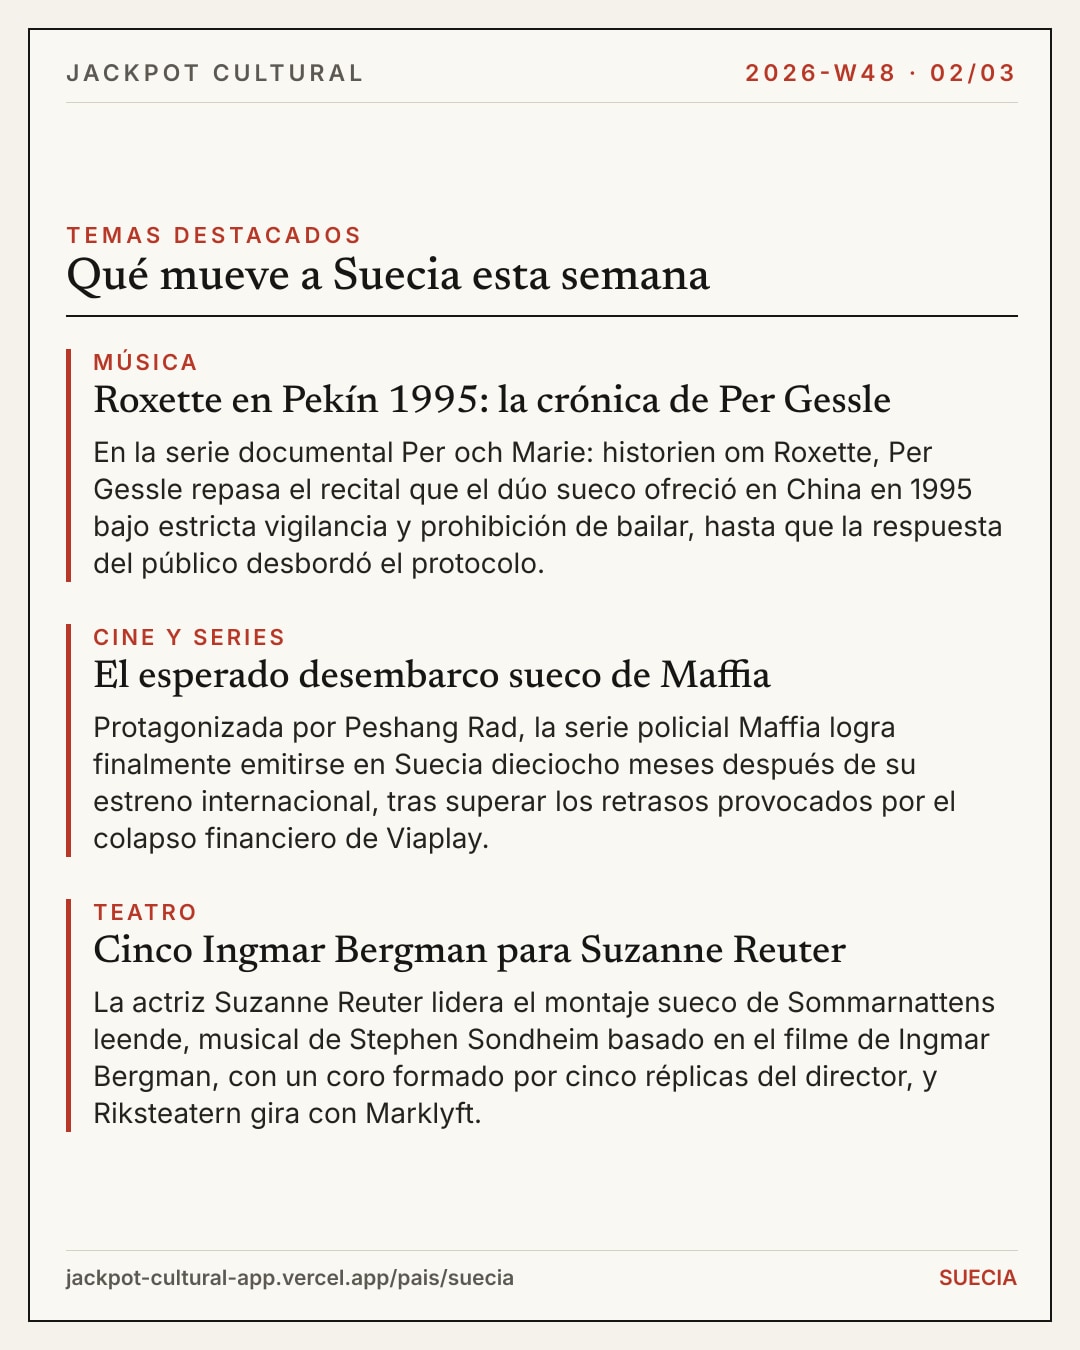 JACKPOT CULTURAL
2026-W48 · 02/03
TEMAS DESTACADOS
Qué mueve a Suecia esta semana
MÚSICA
Roxette en Pekín 1995: la crónica de Per Gessle
En la serie documental Per och Marie: historien om Roxette, Per
Gessle repasa el recital que el dúo sueco ofreció en China en 1995
bajo estricta vigilancia y prohibición de bailar, hasta que la respuesta
del público desbordó el protocolo.
CINE Y SERIES
El esperado desembarco sueco de Maffia
Protagonizada por Peshang Rad, la serie policial Maffia logra
finalmente emitirse en Suecia dieciocho meses después de su
estreno internacional, tras superar los retrasos provocados por el
colapso financiero de Viaplay.
TEATRO
Cinco Ingmar Bergman para Suzanne Reuter
La actriz Suzanne Reuter lidera el montaje sueco de Sommarnattens
leende, musical de Stephen Sondheim basado en el filme de Ingmar
Bergman, con un coro formado por cinco réplicas del director, y
Riksteatern gira con Marklyft.
jackpot-cultural-app.vercel.app/pais/suecia
SUECIA